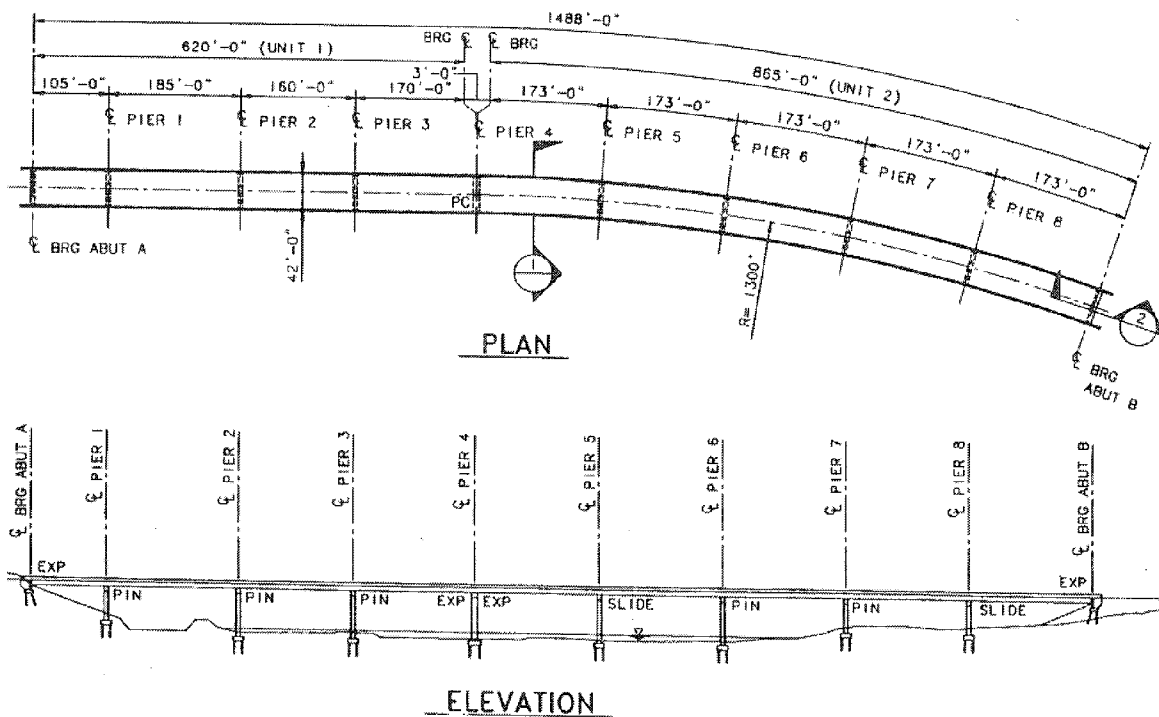 1488'-0"
620'-0" (UNIT 1)
BRG ℄ ℄ BRG
3'-0"
865'-0" (UNIT 2)
105'-0" 185'-0" 160'-0" 170'-0" 173'-0" 173'-0" 173'-0" 173'-0" 173'-0"
℄ PIER 1
℄ PIER 2
℄ PIER 3
℄ PIER 4
℄ PIER 5
℄ PIER 6
℄ PIER 7
℄ PIER 8
PC
℄ BRG ABUT A
42'-0"
1
R= 1300'
2
℄ BRG
ABUT B
PLAN
℄ BRG ABUT A
℄ PIER 1
℄ PIER 2
℄ PIER 3
℄ PIER 4
℄ PIER 5
℄ PIER 6
℄ PIER 7
℄ PIER 8
℄ BRG ABUT B
EXP
PIN
PIN
PIN
EXP EXP
SLIDE
PIN
PIN
SLIDE
EXP
ELEVATION